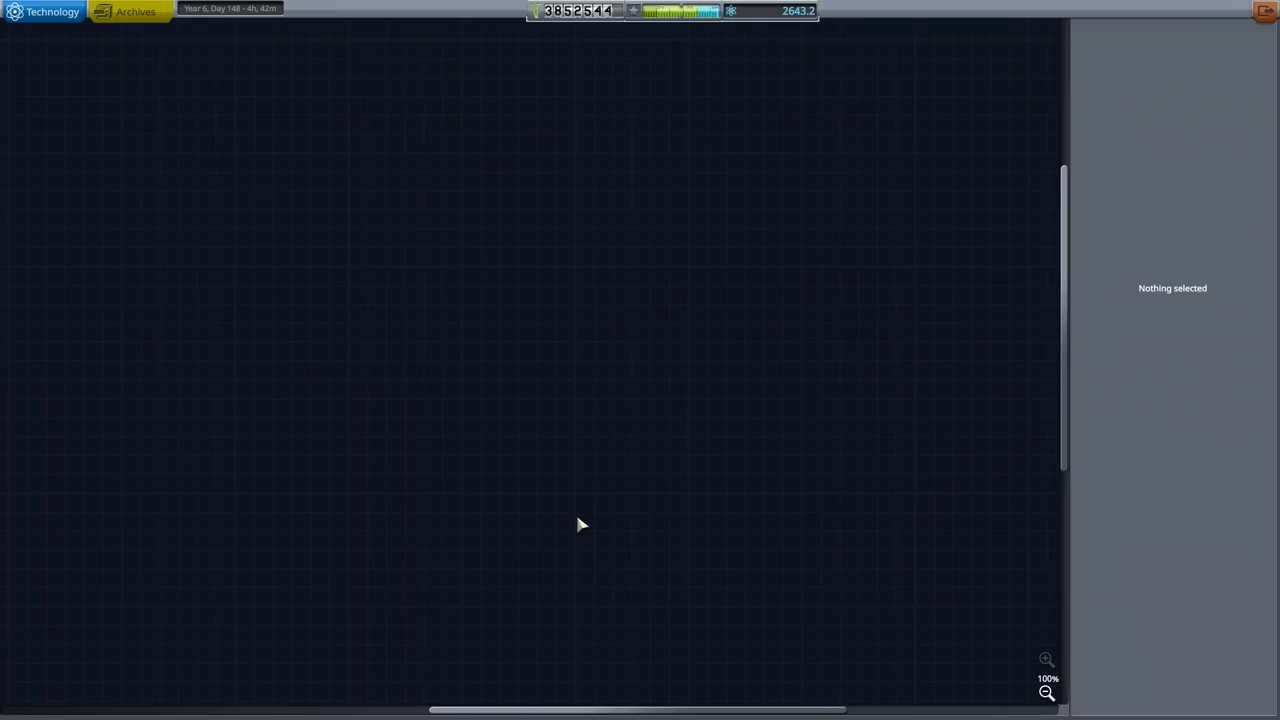 Technology Archives Year 6, Day 148 - 4h, 42m 3852544 2643.2
Nothing selected
100%